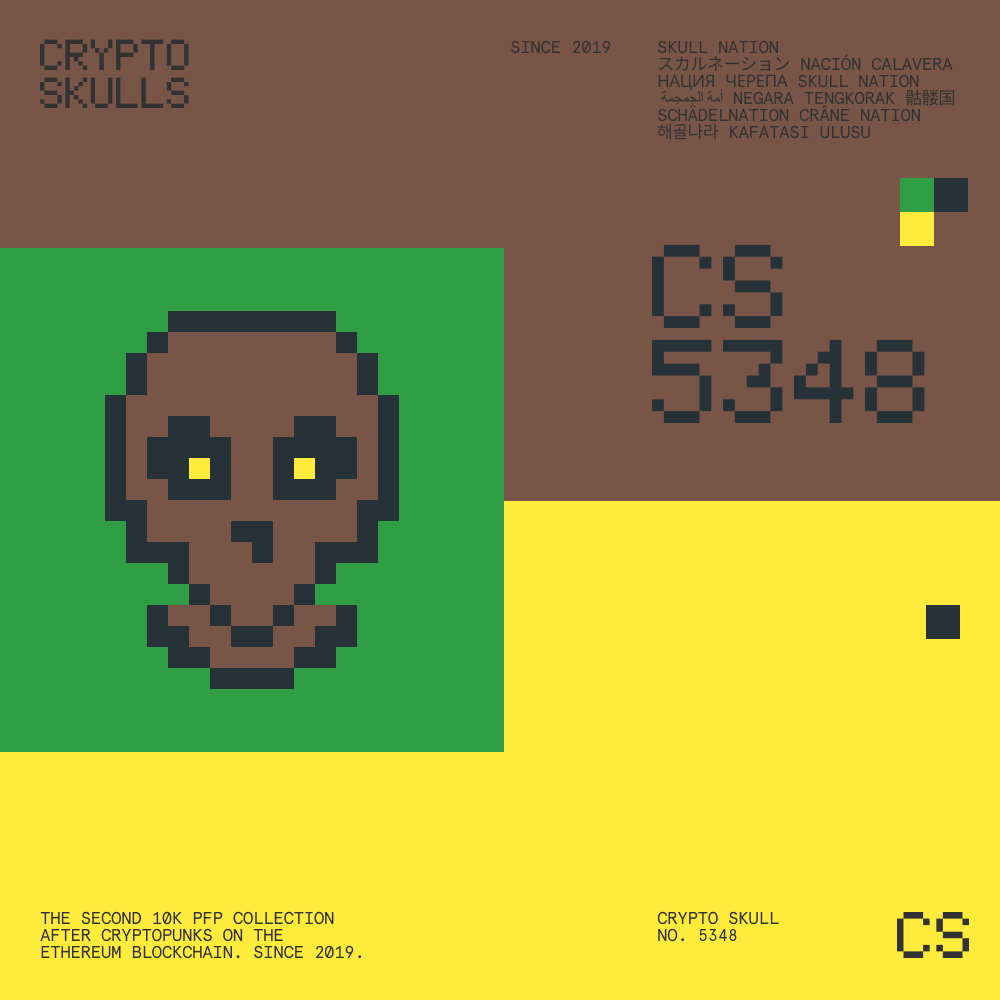 CRYPTO
SKULLS
SINCE 2019
SKULL NATION
スカルネーション NACIÓN CALAVERA
НАЦИЯ ЧЕРЕПА SKULL NATION
أمة الجمجمة NEGARA TENGKORAK 骷髅国
SCHÄDELNATION CRÂNE NATION
해골나라 KAFATASI ULUSU
CS
5348
THE SECOND 10K PFP COLLECTION
AFTER CRYPTOPUNKS ON THE
ETHEREUM BLOCKCHAIN. SINCE 2019.
CRYPTO SKULL
NO. 5348
CS